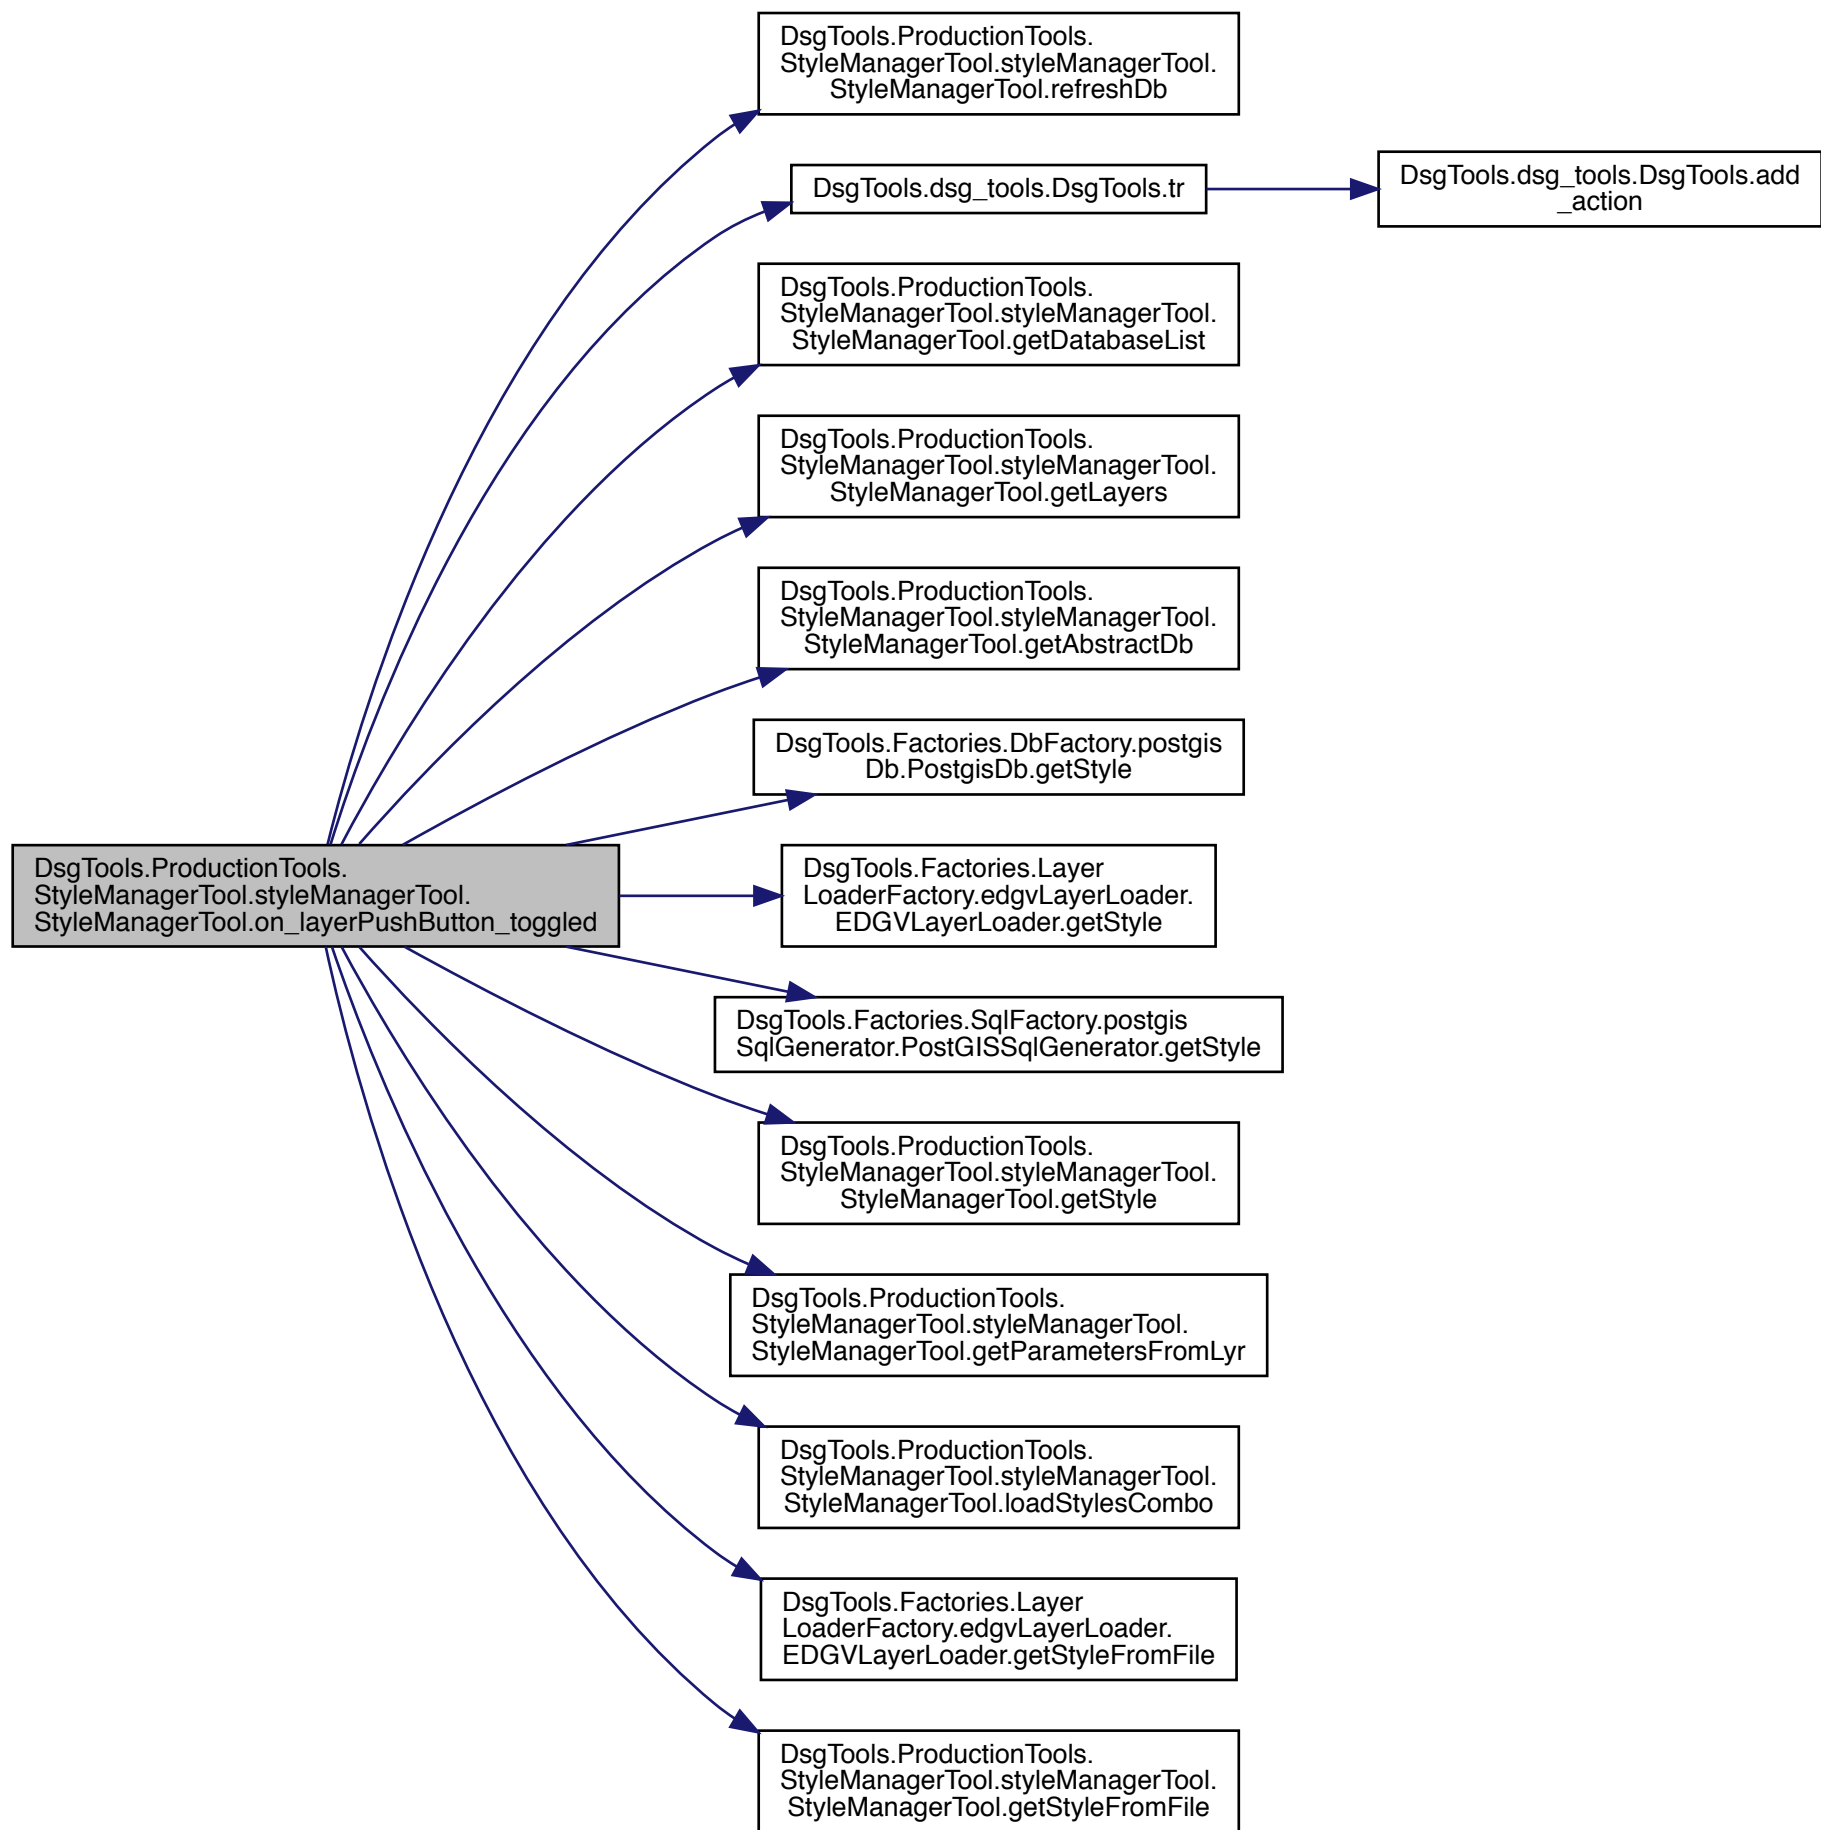 DsgTools.ProductionTools.
StyleManagerTool.styleManagerTool.
StyleManagerTool.refreshDb
DsgTools.dsg_tools.DsgTools.tr
DsgTools.dsg_tools.DsgTools.add
_action
DsgTools.ProductionTools.
StyleManagerTool.styleManagerTool.
StyleManagerTool.getDatabaseList
DsgTools.ProductionTools.
StyleManagerTool.styleManagerTool.
StyleManagerTool.getLayers
DsgTools.ProductionTools.
StyleManagerTool.styleManagerTool.
StyleManagerTool.getAbstractDb
DsgTools.Factories.DbFactory.postgis
Db.PostgisDb.getStyle
DsgTools.ProductionTools.
StyleManagerTool.styleManagerTool.
StyleManagerTool.on_layerPushButton_toggled
DsgTools.Factories.Layer
LoaderFactory.edgvLayerLoader.
EDGVLayerLoader.getStyle
DsgTools.Factories.SqlFactory.postgis
SqlGenerator.PostGISSqlGenerator.getStyle
DsgTools.ProductionTools.
StyleManagerTool.styleManagerTool.
StyleManagerTool.getStyle
DsgTools.ProductionTools.
StyleManagerTool.styleManagerTool.
StyleManagerTool.getParametersFromLyr
DsgTools.ProductionTools.
StyleManagerTool.styleManagerTool.
StyleManagerTool.loadStylesCombo
DsgTools.Factories.Layer
LoaderFactory.edgvLayerLoader.
EDGVLayerLoader.getStyleFromFile
DsgTools.ProductionTools.
StyleManagerTool.styleManagerTool.
StyleManagerTool.getStyleFromFile